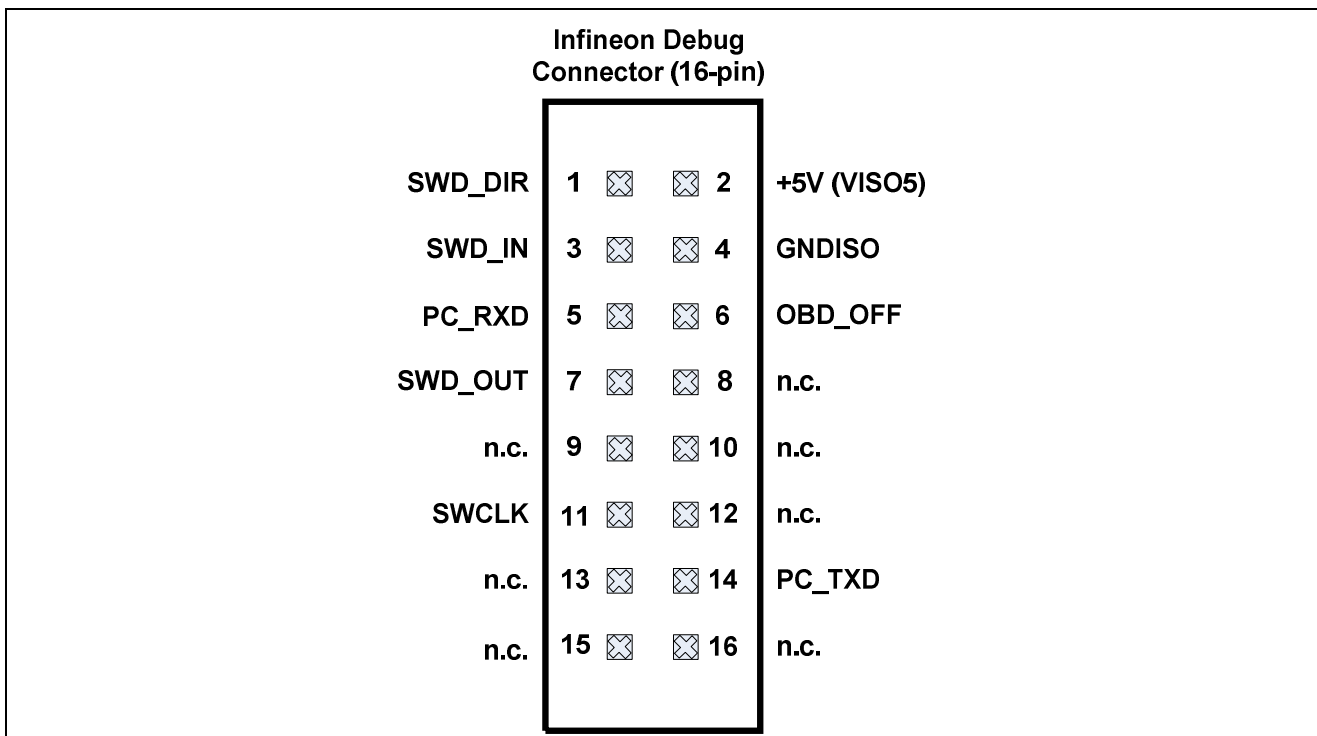 Infineon Debug
Connector (16-pin)
SWD_DIR 1 2 +5V (VISO5)
SWD_IN 3 4 GNDISO
PC_RXD 5 6 OBD_OFF
SWD_OUT 7 8 n.c.
n.c. 9 10 n.c.
SWCLK 11 12 n.c.
n.c. 13 14 PC_TXD
n.c. 15 16 n.c.